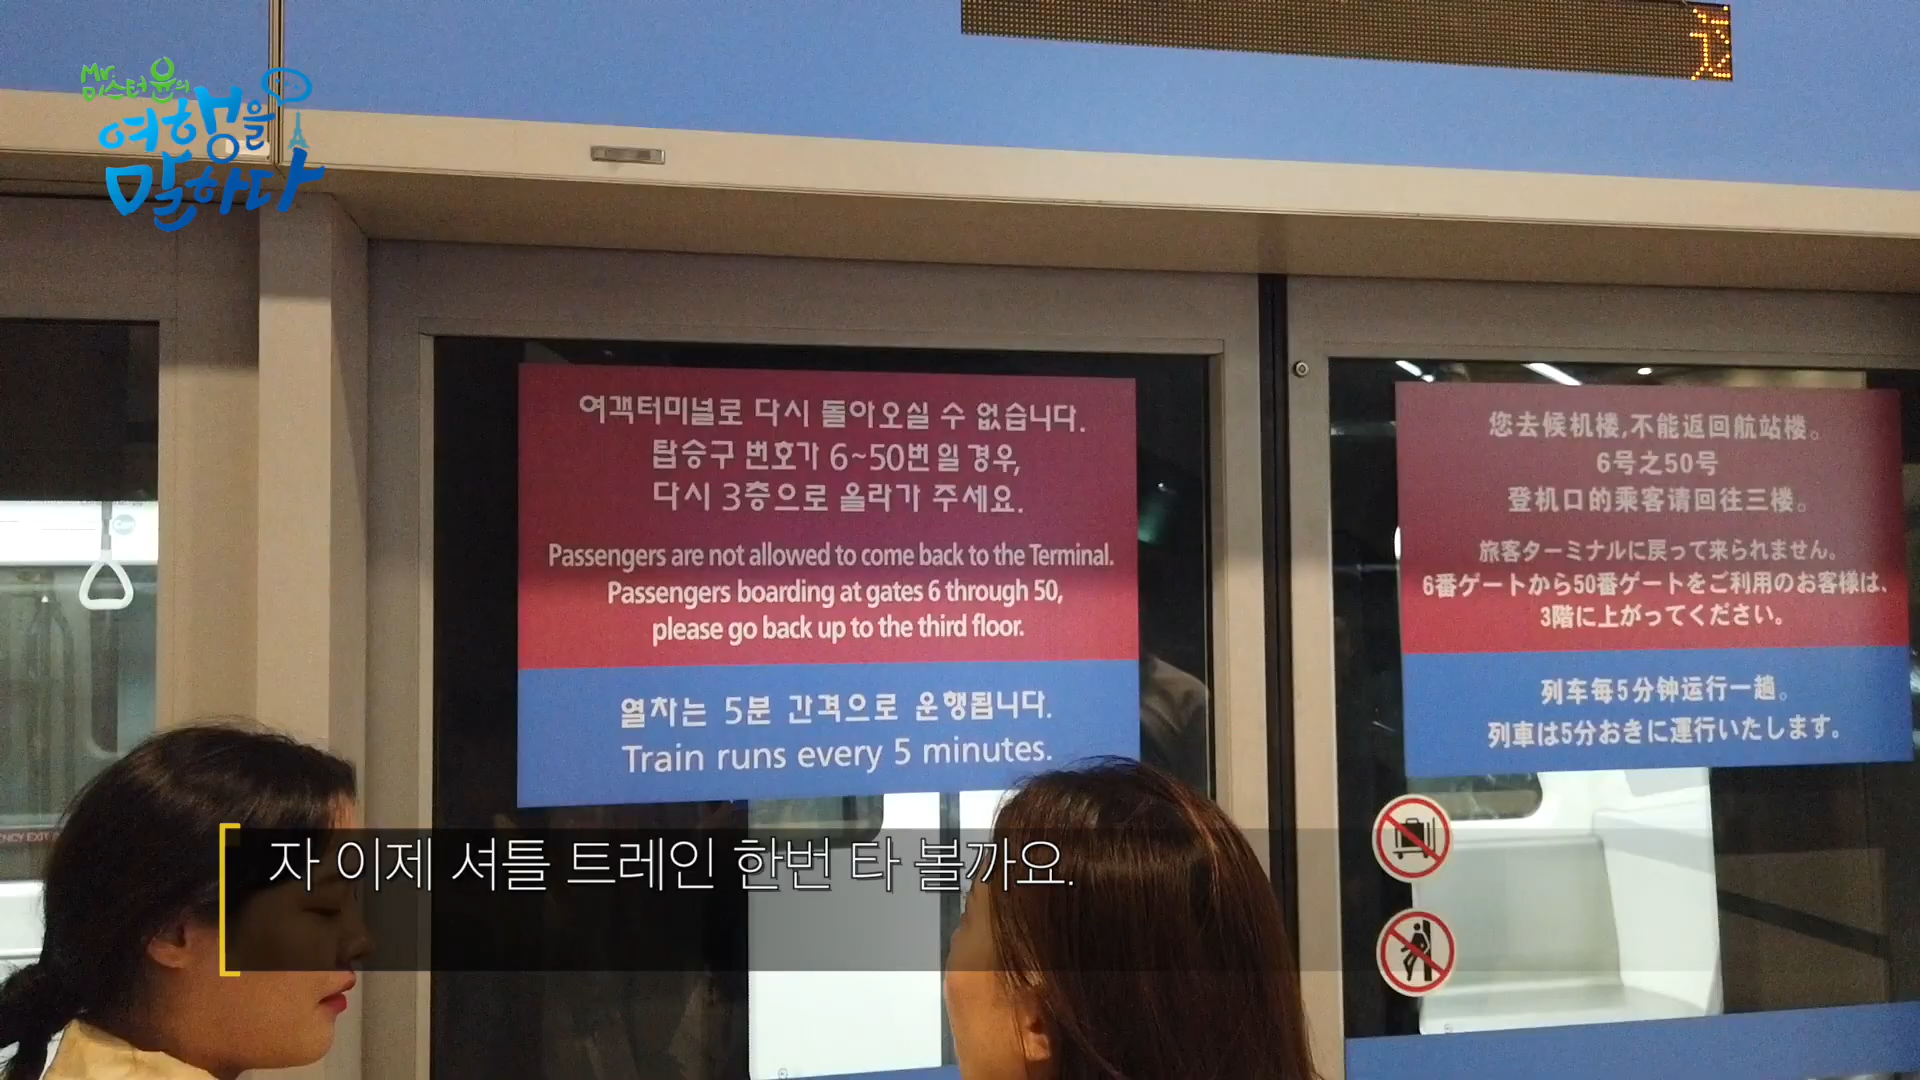 Mr.
미스터 윤의
여행을
말하다
여객터미널로 다시 돌아오실 수 없습니다.
탑승구 번호가 6~50번일 경우,
다시 3층으로 올라가 주세요.
Passengers are not allowed to come back to the Terminal.
Passengers boarding at gates 6 through 50,
please go back up to the third floor.
열차는 5분 간격으로 운행됩니다.
Train runs every 5 minutes.
您去候机楼,不能返回航站楼。
6号之50号
登机口的乘客请回往三楼。
旅客ターミナルに戻って来られません。
6番ゲートから50番ゲートをご利用のお客様は、
3階に上がってください。
列车每5分钟运行一趟。
列車は5分おきに運行いたします。
자 이제 셔틀 트레인 한번 타 볼까요.